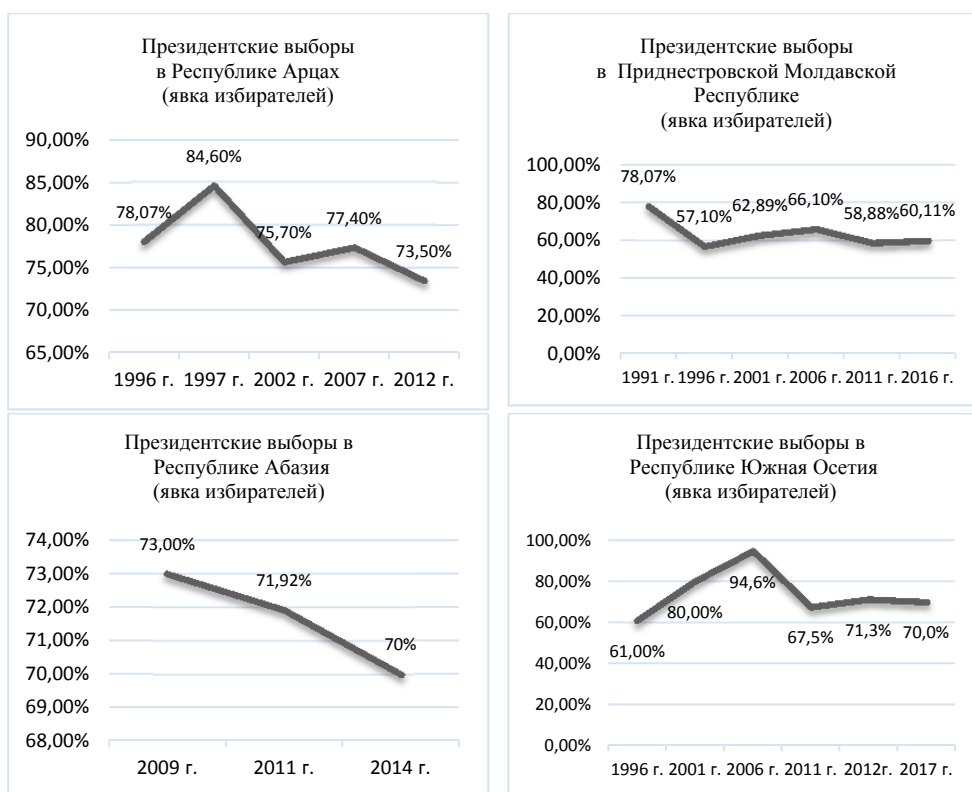 Президентские выборы
в Республике Арцах
(явка избирателей)
90,00%
85,00%
80,00%
75,00%
70,00%
65,00%
78,07%
84,60%
75,70%
77,40%
73,50%
1996 г. 1997 г. 2002 г. 2007 г. 2012 г.
Президентские выборы
в Приднестровской Молдавской
Республике
(явка избирателей)
100,00%
80,00%
60,00%
40,00%
20,00%
0,00%
78,07%
57,10%
62,89%
66,10%
58,88%
60,11%
1991 г. 1996 г. 2001 г. 2006 г. 2011 г. 2016 г.
Президентские выборы в
Республике Абазия
(явка избирателей)
74,00%
73,00%
72,00%
71,00%
70,00%
69,00%
68,00%
73,00%
71,92%
70%
2009 г. 2011 г. 2014 г.
Президентские выборы в
Республике Южная Осетия
(явка избирателей)
100,00%
80,00%
60,00%
40,00%
20,00%
0,00%
61,00%
80,00%
94,6%
67,5%
71,3%
70,0%
1996 г. 2001 г. 2006 г. 2011 г. 2012г. 2017 г.